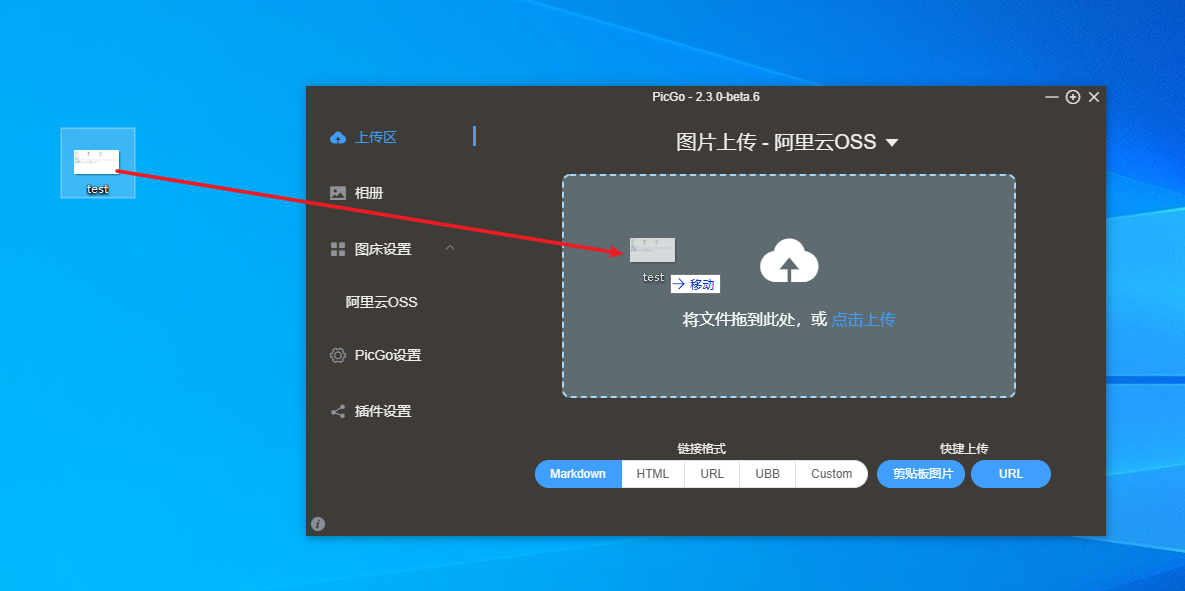 PicGo - 2.3.0-beta.6
test
上传区
相册
图床设置
阿里云OSS
PicGo设置
插件设置
图片上传 - 阿里云OSS
test
移动
将文件拖到此处，或 点击上传
链接格式
Markdown HTML URL UBB Custom
快捷上传
剪贴板图片 URL